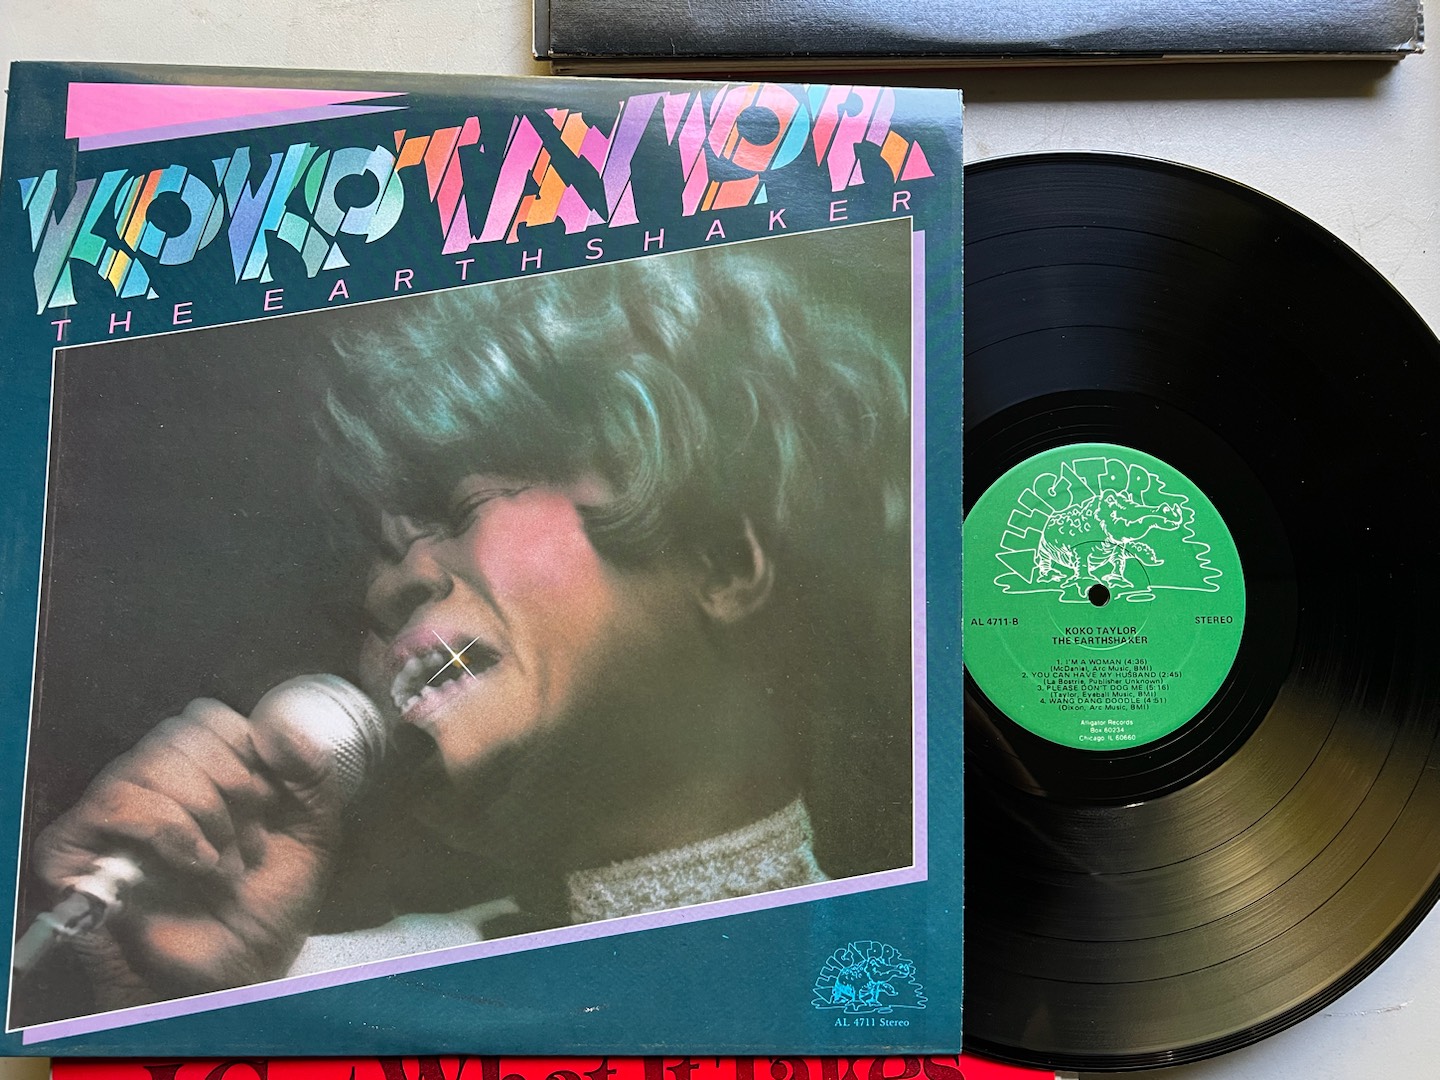 KOKO TAYLOR
THE EARTHSHAKER
ALLIGATOR
AL 4711 Stereo
ALLIGATOR
AL 4711-B
STEREO
KOKO TAYLOR
THE EARTHSHAKER
1. I'M A WOMAN (4:36)
(McDaniel, Arc Music, BMI)
2. YOU CAN HAVE MY HUSBAND (2:45)
(La Bostrie, Publisher Unknown)
3. PLEASE DON'T DOG ME (5:16)
(Taylor, Eyeball Music, BMI)
4. WANG DANG DOODLE (4:51)
(Dixon, Arc Music, BMI)
Alligator Records
Box 60234
Chicago IL 60660
What It Takes